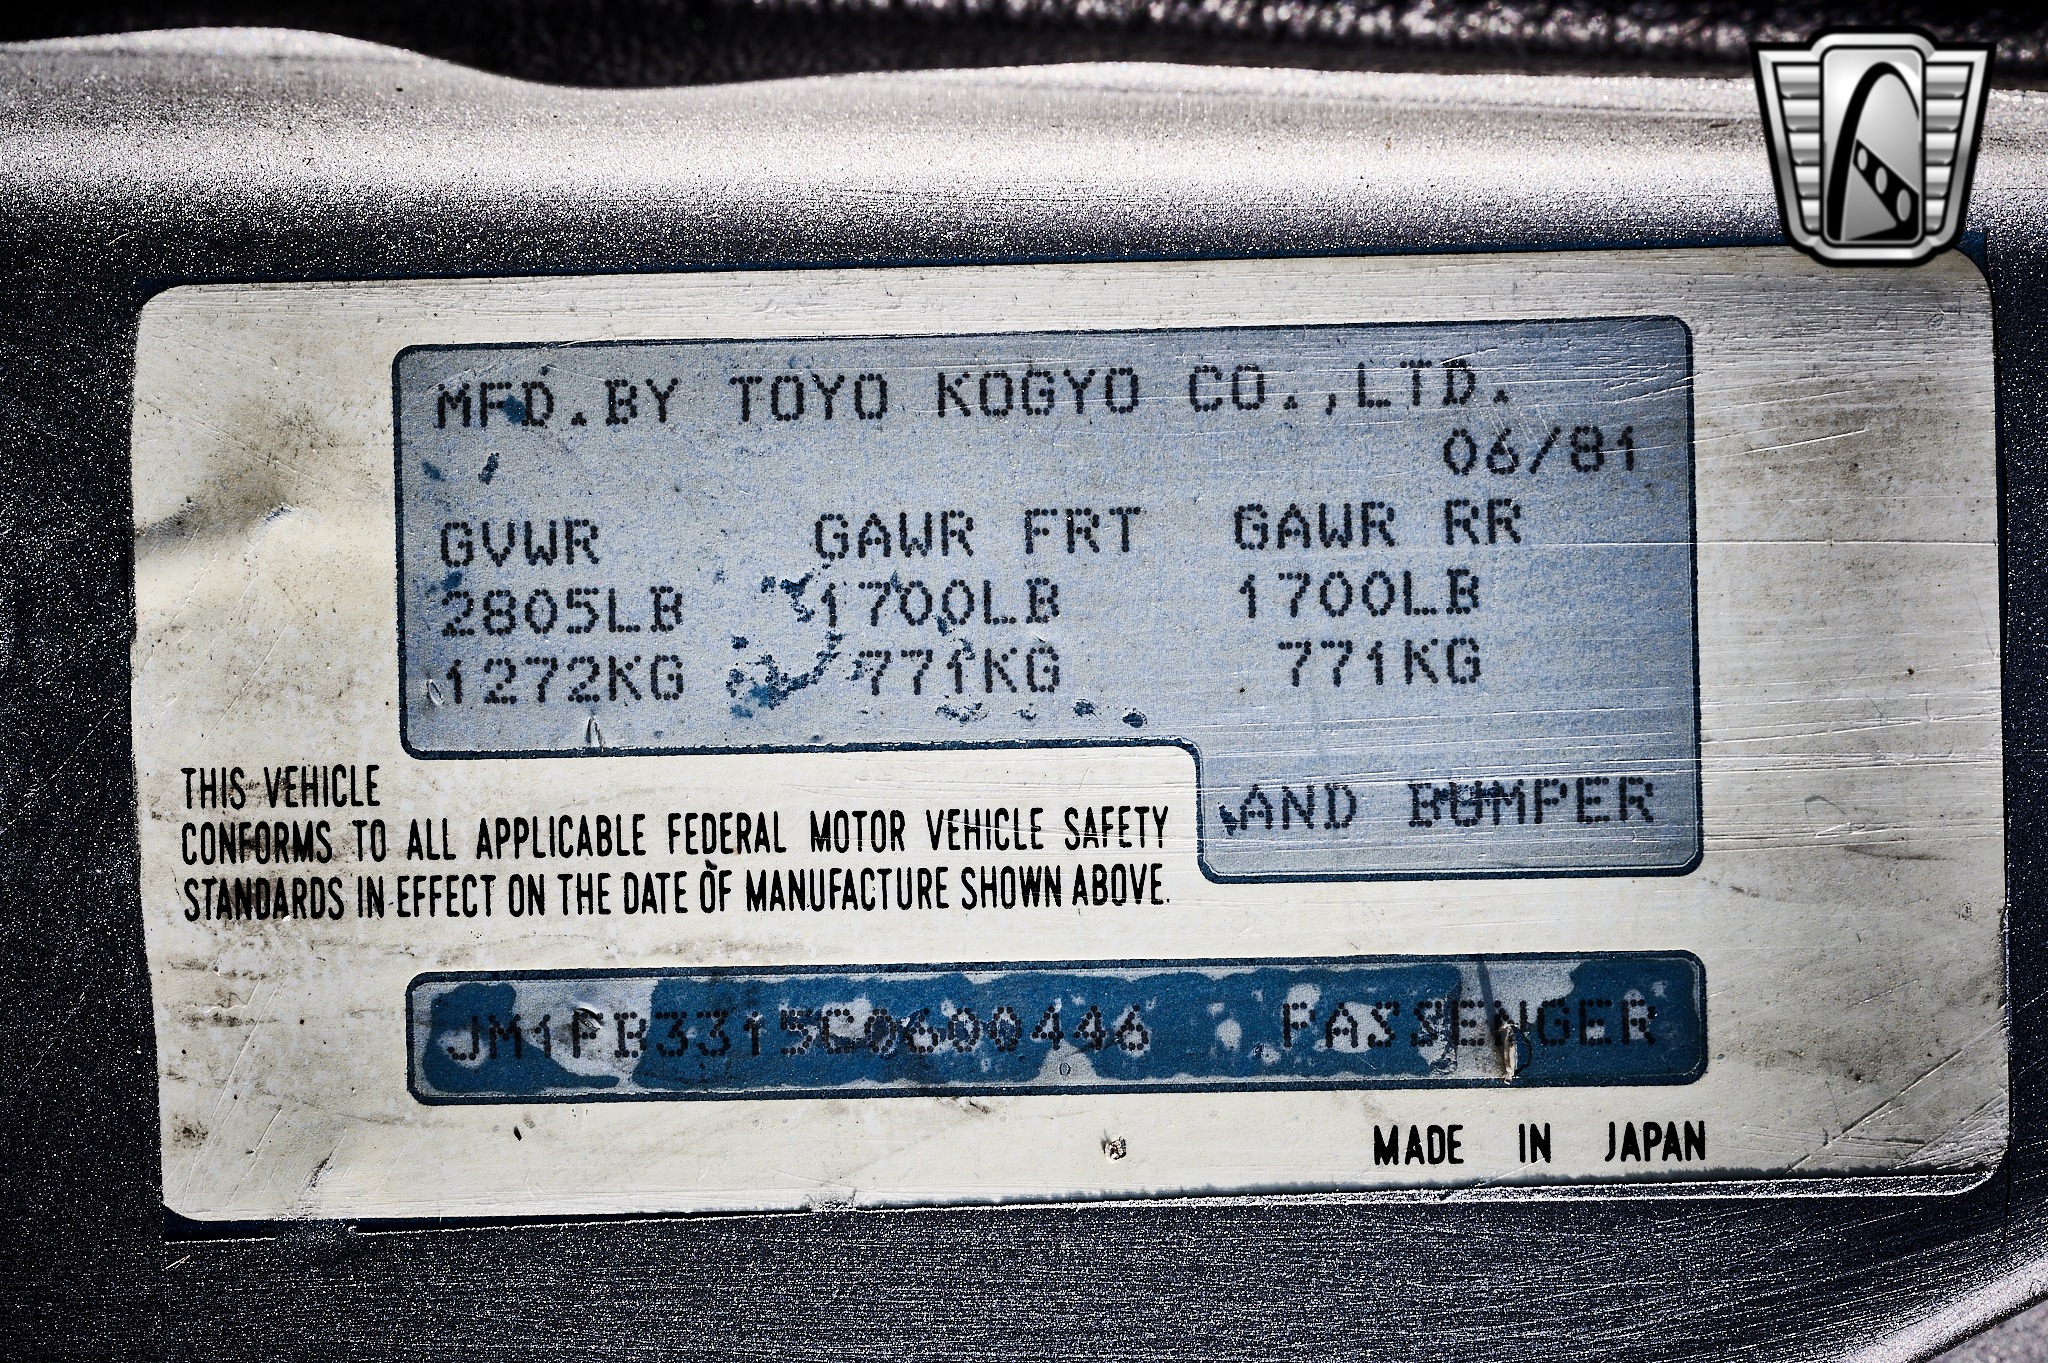 MFD.BY TOYO KOGYO CO.,LTD.
06/81
GVWR GAWR FRT GAWR RR
2805LB 1700LB 1700LB
1272KG 771KG 771KG
THIS VEHICLE
CONFORMS TO ALL APPLICABLE FEDERAL MOTOR VEHICLE SAFETY AND BUMPER
STANDARDS IN EFFECT ON THE DATE OF MANUFACTURE SHOWN ABOVE.
JM1FB3315C0600446 PASSENGER
MADE IN JAPAN